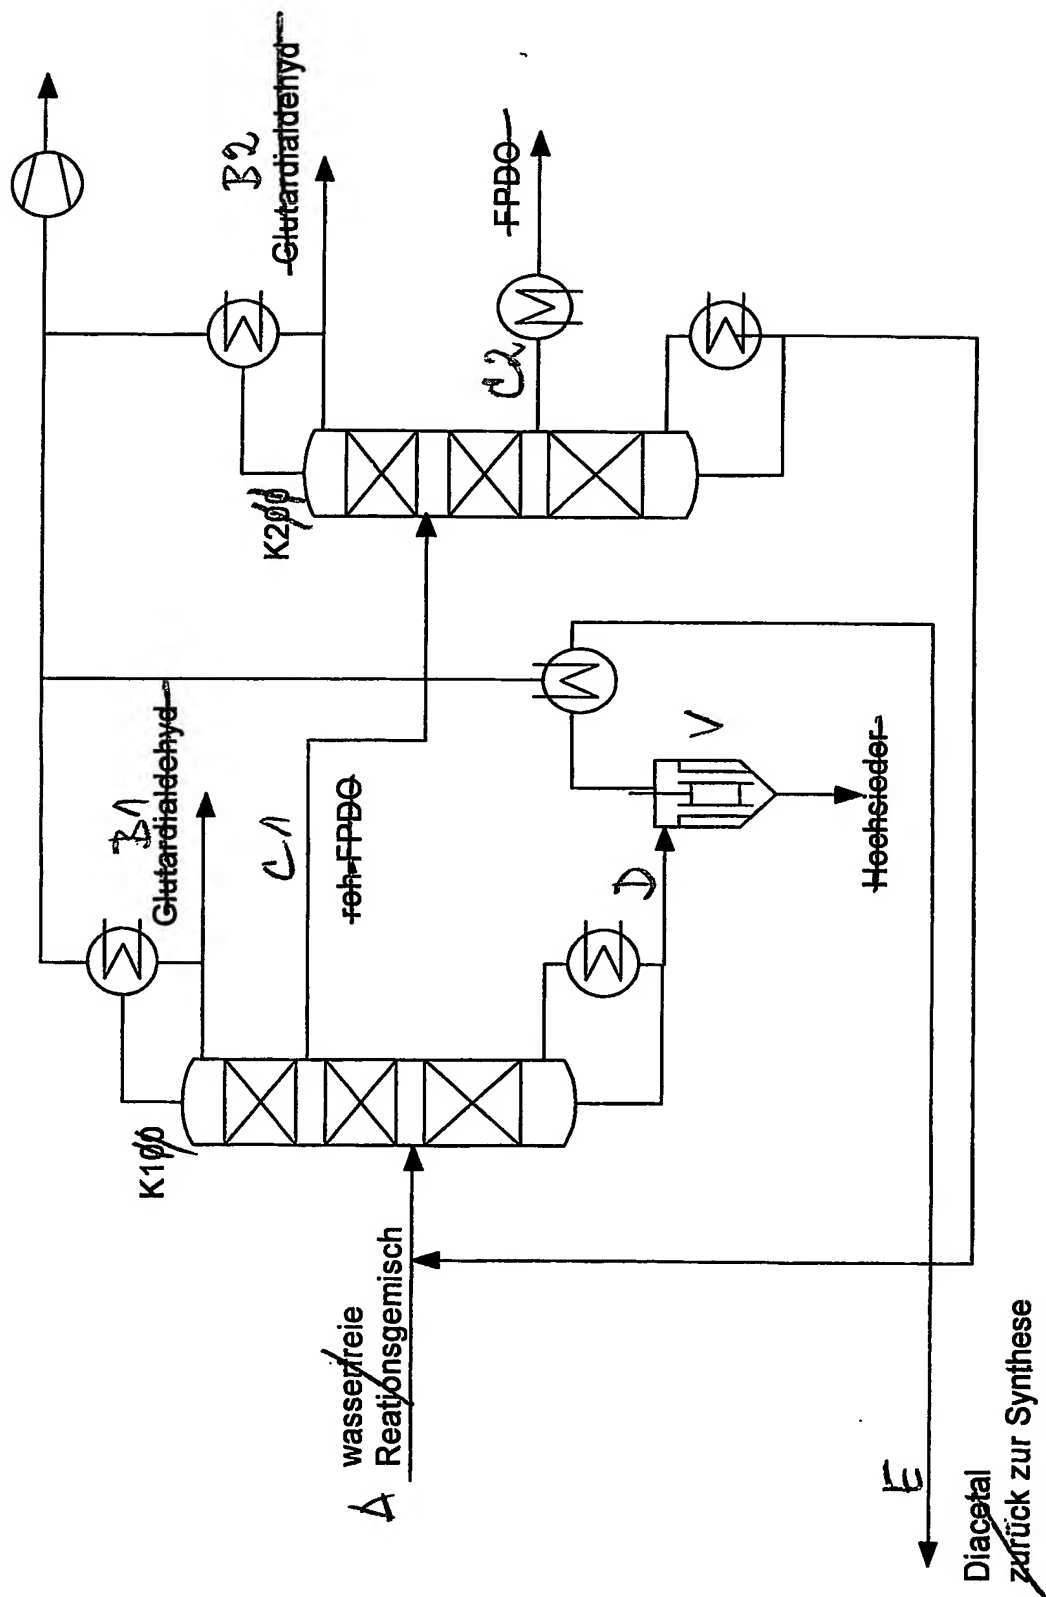 A
wasserfreie
Reationsgemisch
K100
B1
Glutardialdehyd
C1
roh-FPDO
D
V
Hochsieder
E
Diacetal
zurück zur Synthese
K200
B2
Glutardialdehyd
C2
FPDO